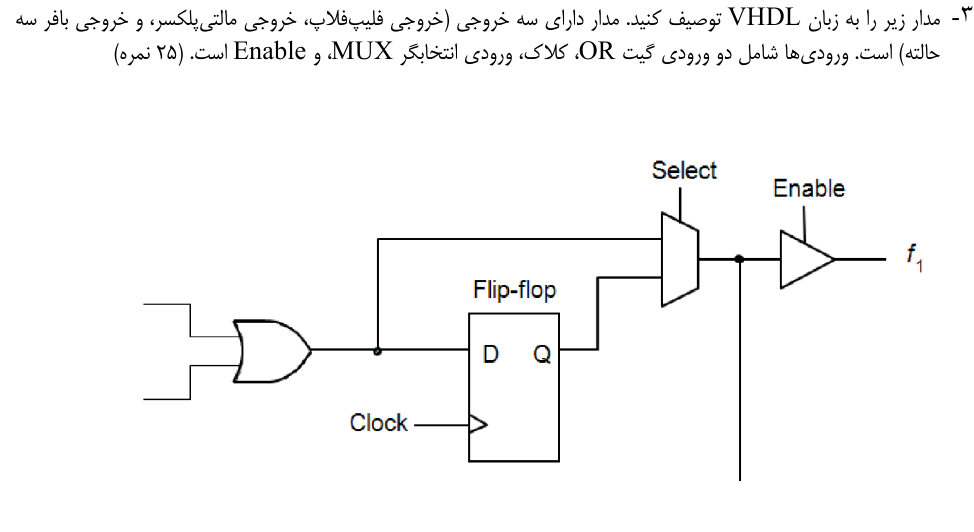 ۳- مدار زیر را به زبان VHDL توصیف کنید. مدار دارای سه خروجی (خروجی فلیپ‌فلاپ، خروجی مالتی‌پلکسر، و خروجی بافر سه
حالته) است. ورودی‌ها شامل دو ورودی گیت OR، کلاک، ورودی انتخابگر MUX، و Enable است. (۲۵ نمره)
Select
Enable
f1
Flip-flop
D Q
Clock